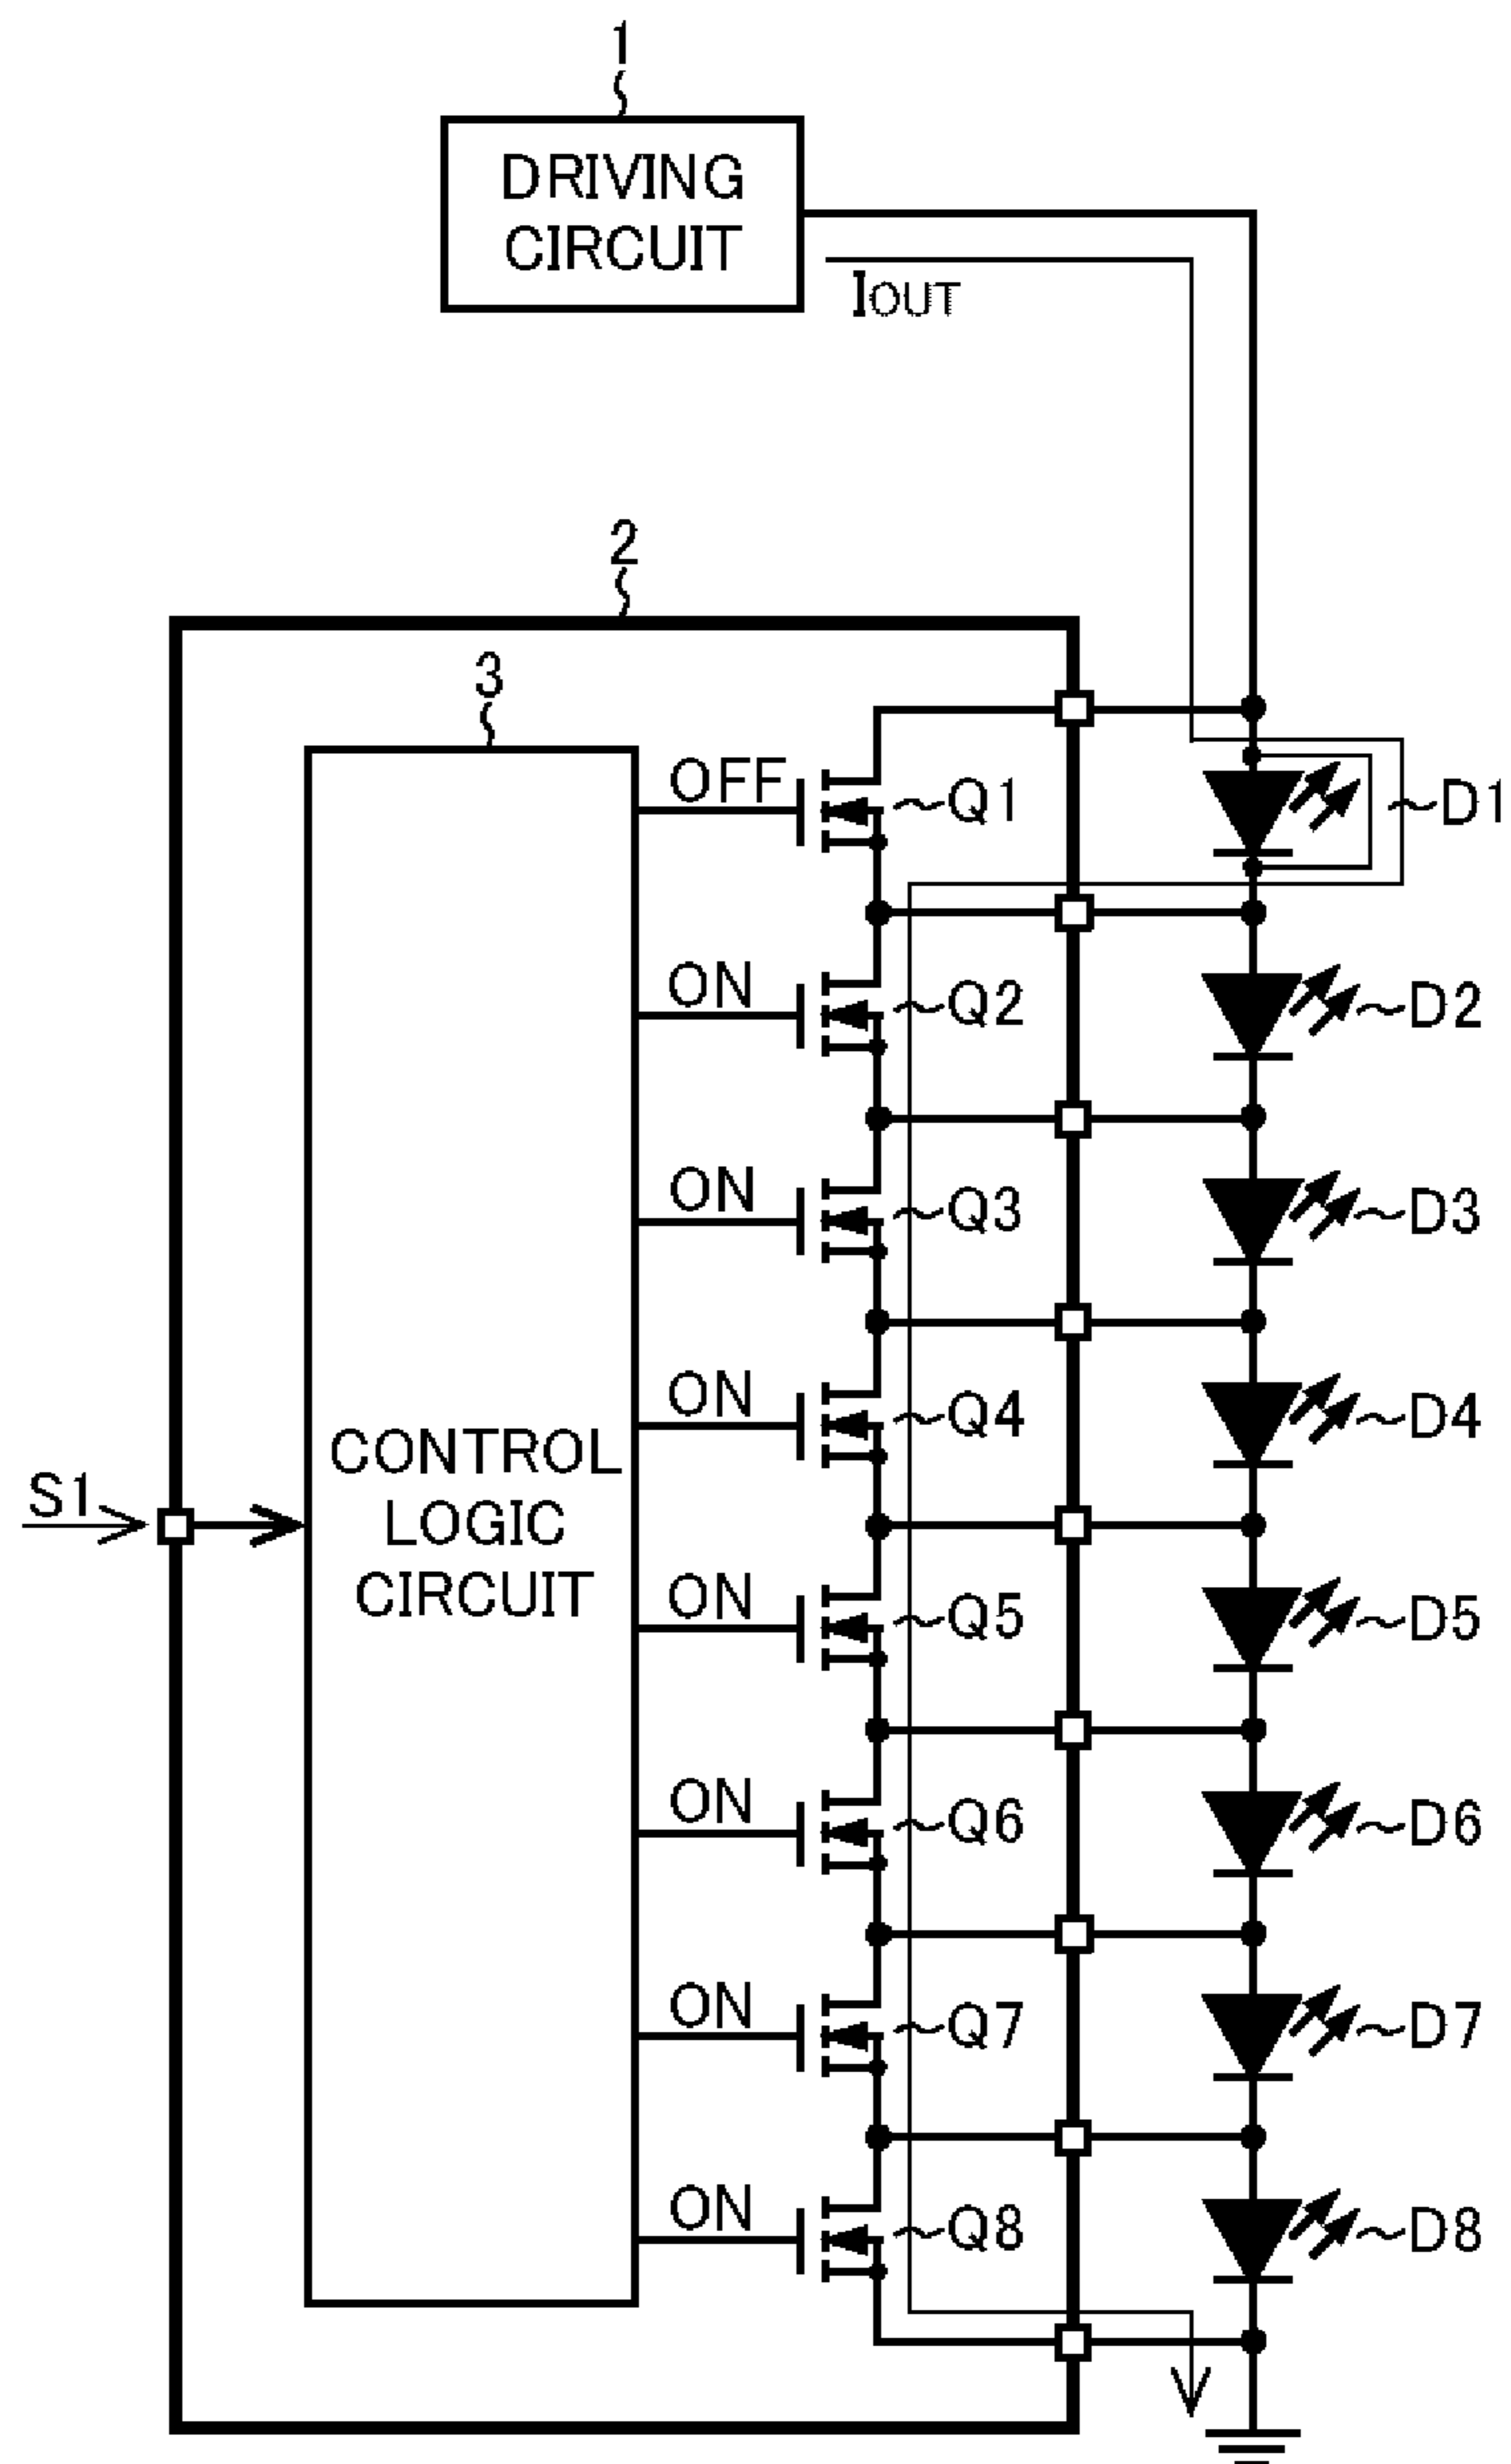 1
DRIVING
CIRCUIT
IOUT
2
3
OFF
Q1
D1
ON
Q2
D2
ON
Q3
D3
ON
Q4
D4
CONTROL
LOGIC
CIRCUIT
S1
ON
Q5
D5
ON
Q6
D6
ON
Q7
D7
ON
Q8
D8